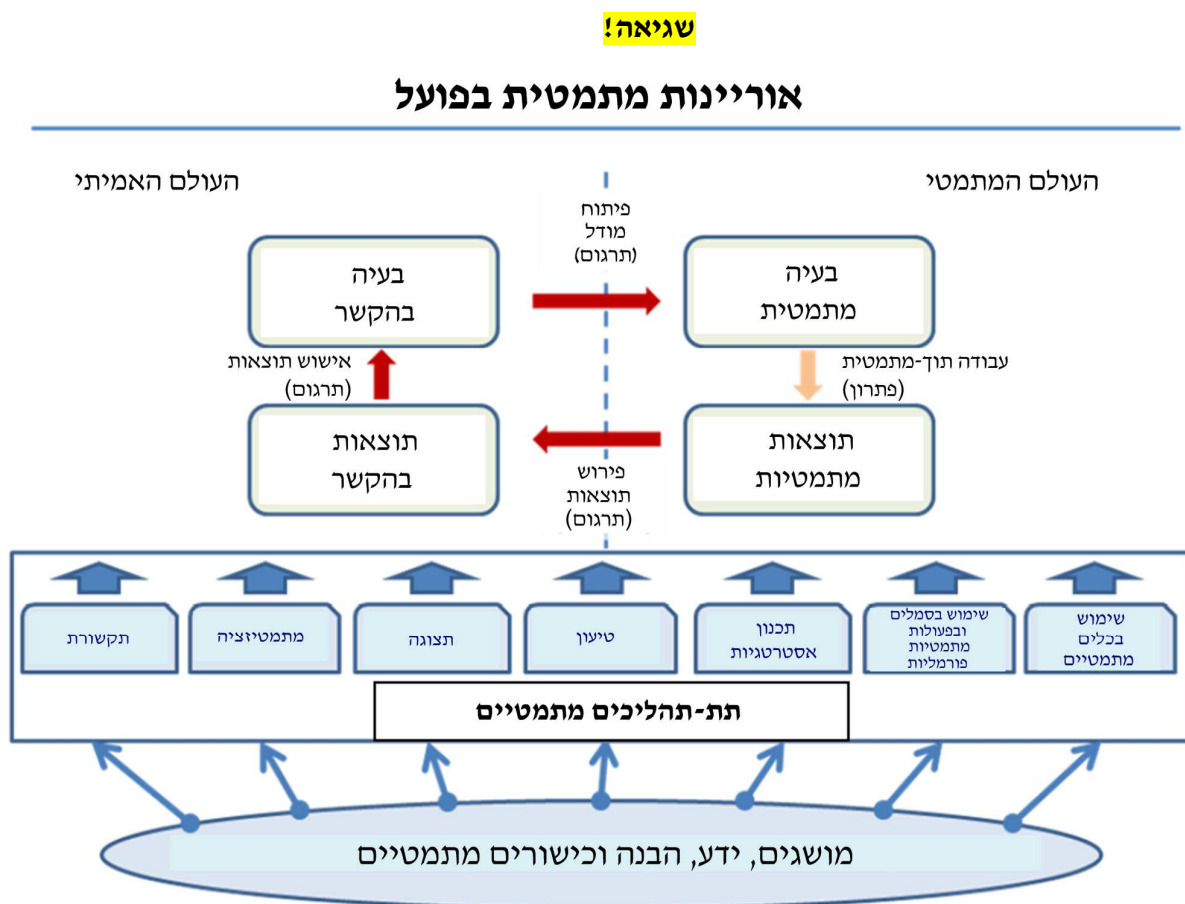 שגיאה!
אוריינות מתמטית בפועל
העולם המתמטי
העולם האמיתי
פיתוח
מודל
(תרגום)
בעיה
מתמטית
בעיה
בהקשר
עבודה תוך-מתמטית
(פתרון)
אישוש תוצאות
(תרגום)
תוצאות
מתמטיות
תוצאות
בהקשר
פירוש
תוצאות
(תרגום)
שימוש
בכלים
מתמטיים
שימוש בסמלים
ובפעולות
מתמטיות
פורמליות
תכנון
אסטרטגיות
טיעון
תצוגה
מתמטיזציה
תקשורת
תת-תהליכים מתמטיים
מושגים, ידע, הבנה וכישורים מתמטיים